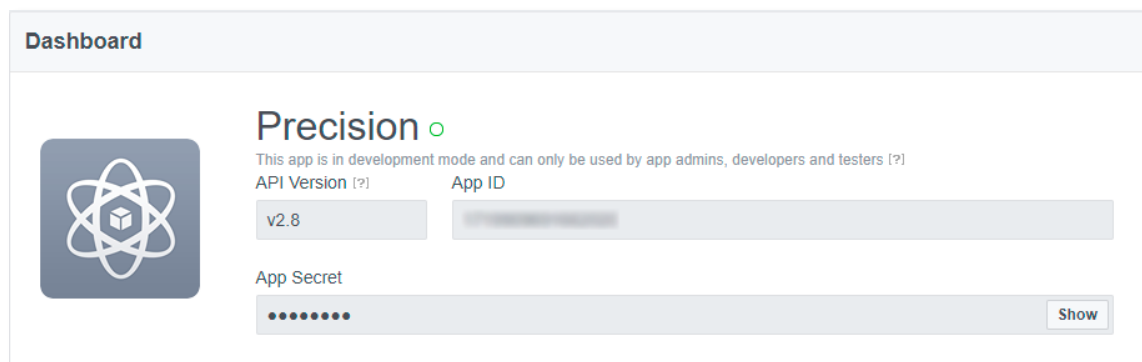 Dashboard
Precision
This app is in development mode and can only be used by app admins, developers and testers [?]
API Version [?]
App ID
v2.8
App Secret
••••••••
Show